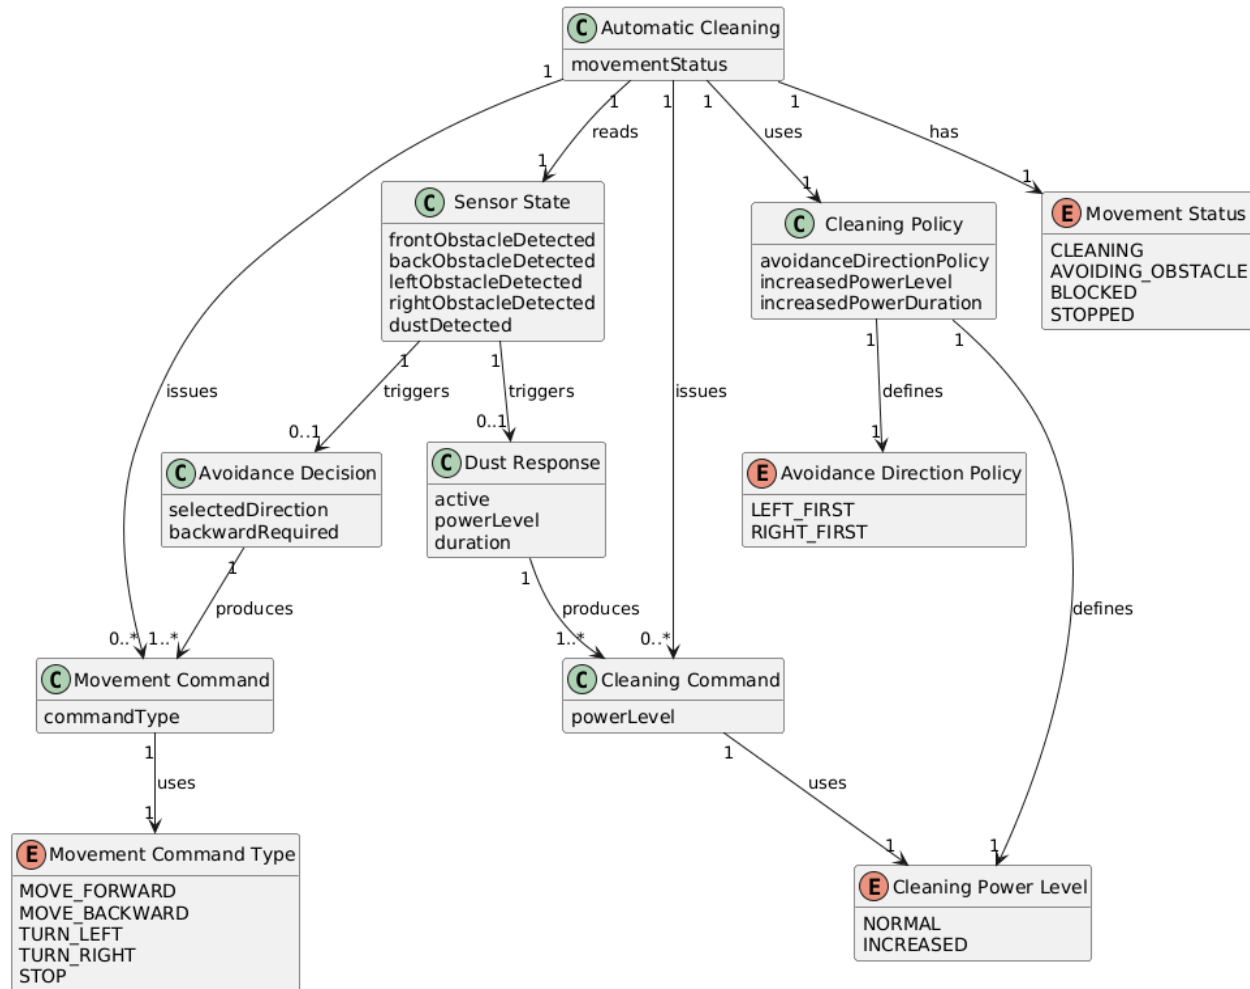 C Automatic Cleaning
movementStatus
1
1
1
1
1
reads
uses
has
1
1
1
C Sensor State
frontObstacleDetected
backObstacleDetected
leftObstacleDetected
rightObstacleDetected
dustDetected
C Cleaning Policy
avoidanceDirectionPolicy
increasedPowerLevel
increasedPowerDuration
E Movement Status
CLEANING
AVOIDING_OBSTACLE
BLOCKED
STOPPED
1
1
1
1
issues
triggers
triggers
issues
defines
0..1
0..1
1
C Avoidance Decision
selectedDirection
backwardRequired
C Dust Response
active
powerLevel
duration
E Avoidance Direction Policy
LEFT_FIRST
RIGHT_FIRST
1
1
produces
produces
defines
0..*
1..*
1..*
0..*
C Movement Command
commandType
C Cleaning Command
powerLevel
1
1
uses
uses
1
1
1
E Movement Command Type
MOVE_FORWARD
MOVE_BACKWARD
TURN_LEFT
TURN_RIGHT
STOP
E Cleaning Power Level
NORMAL
INCREASED